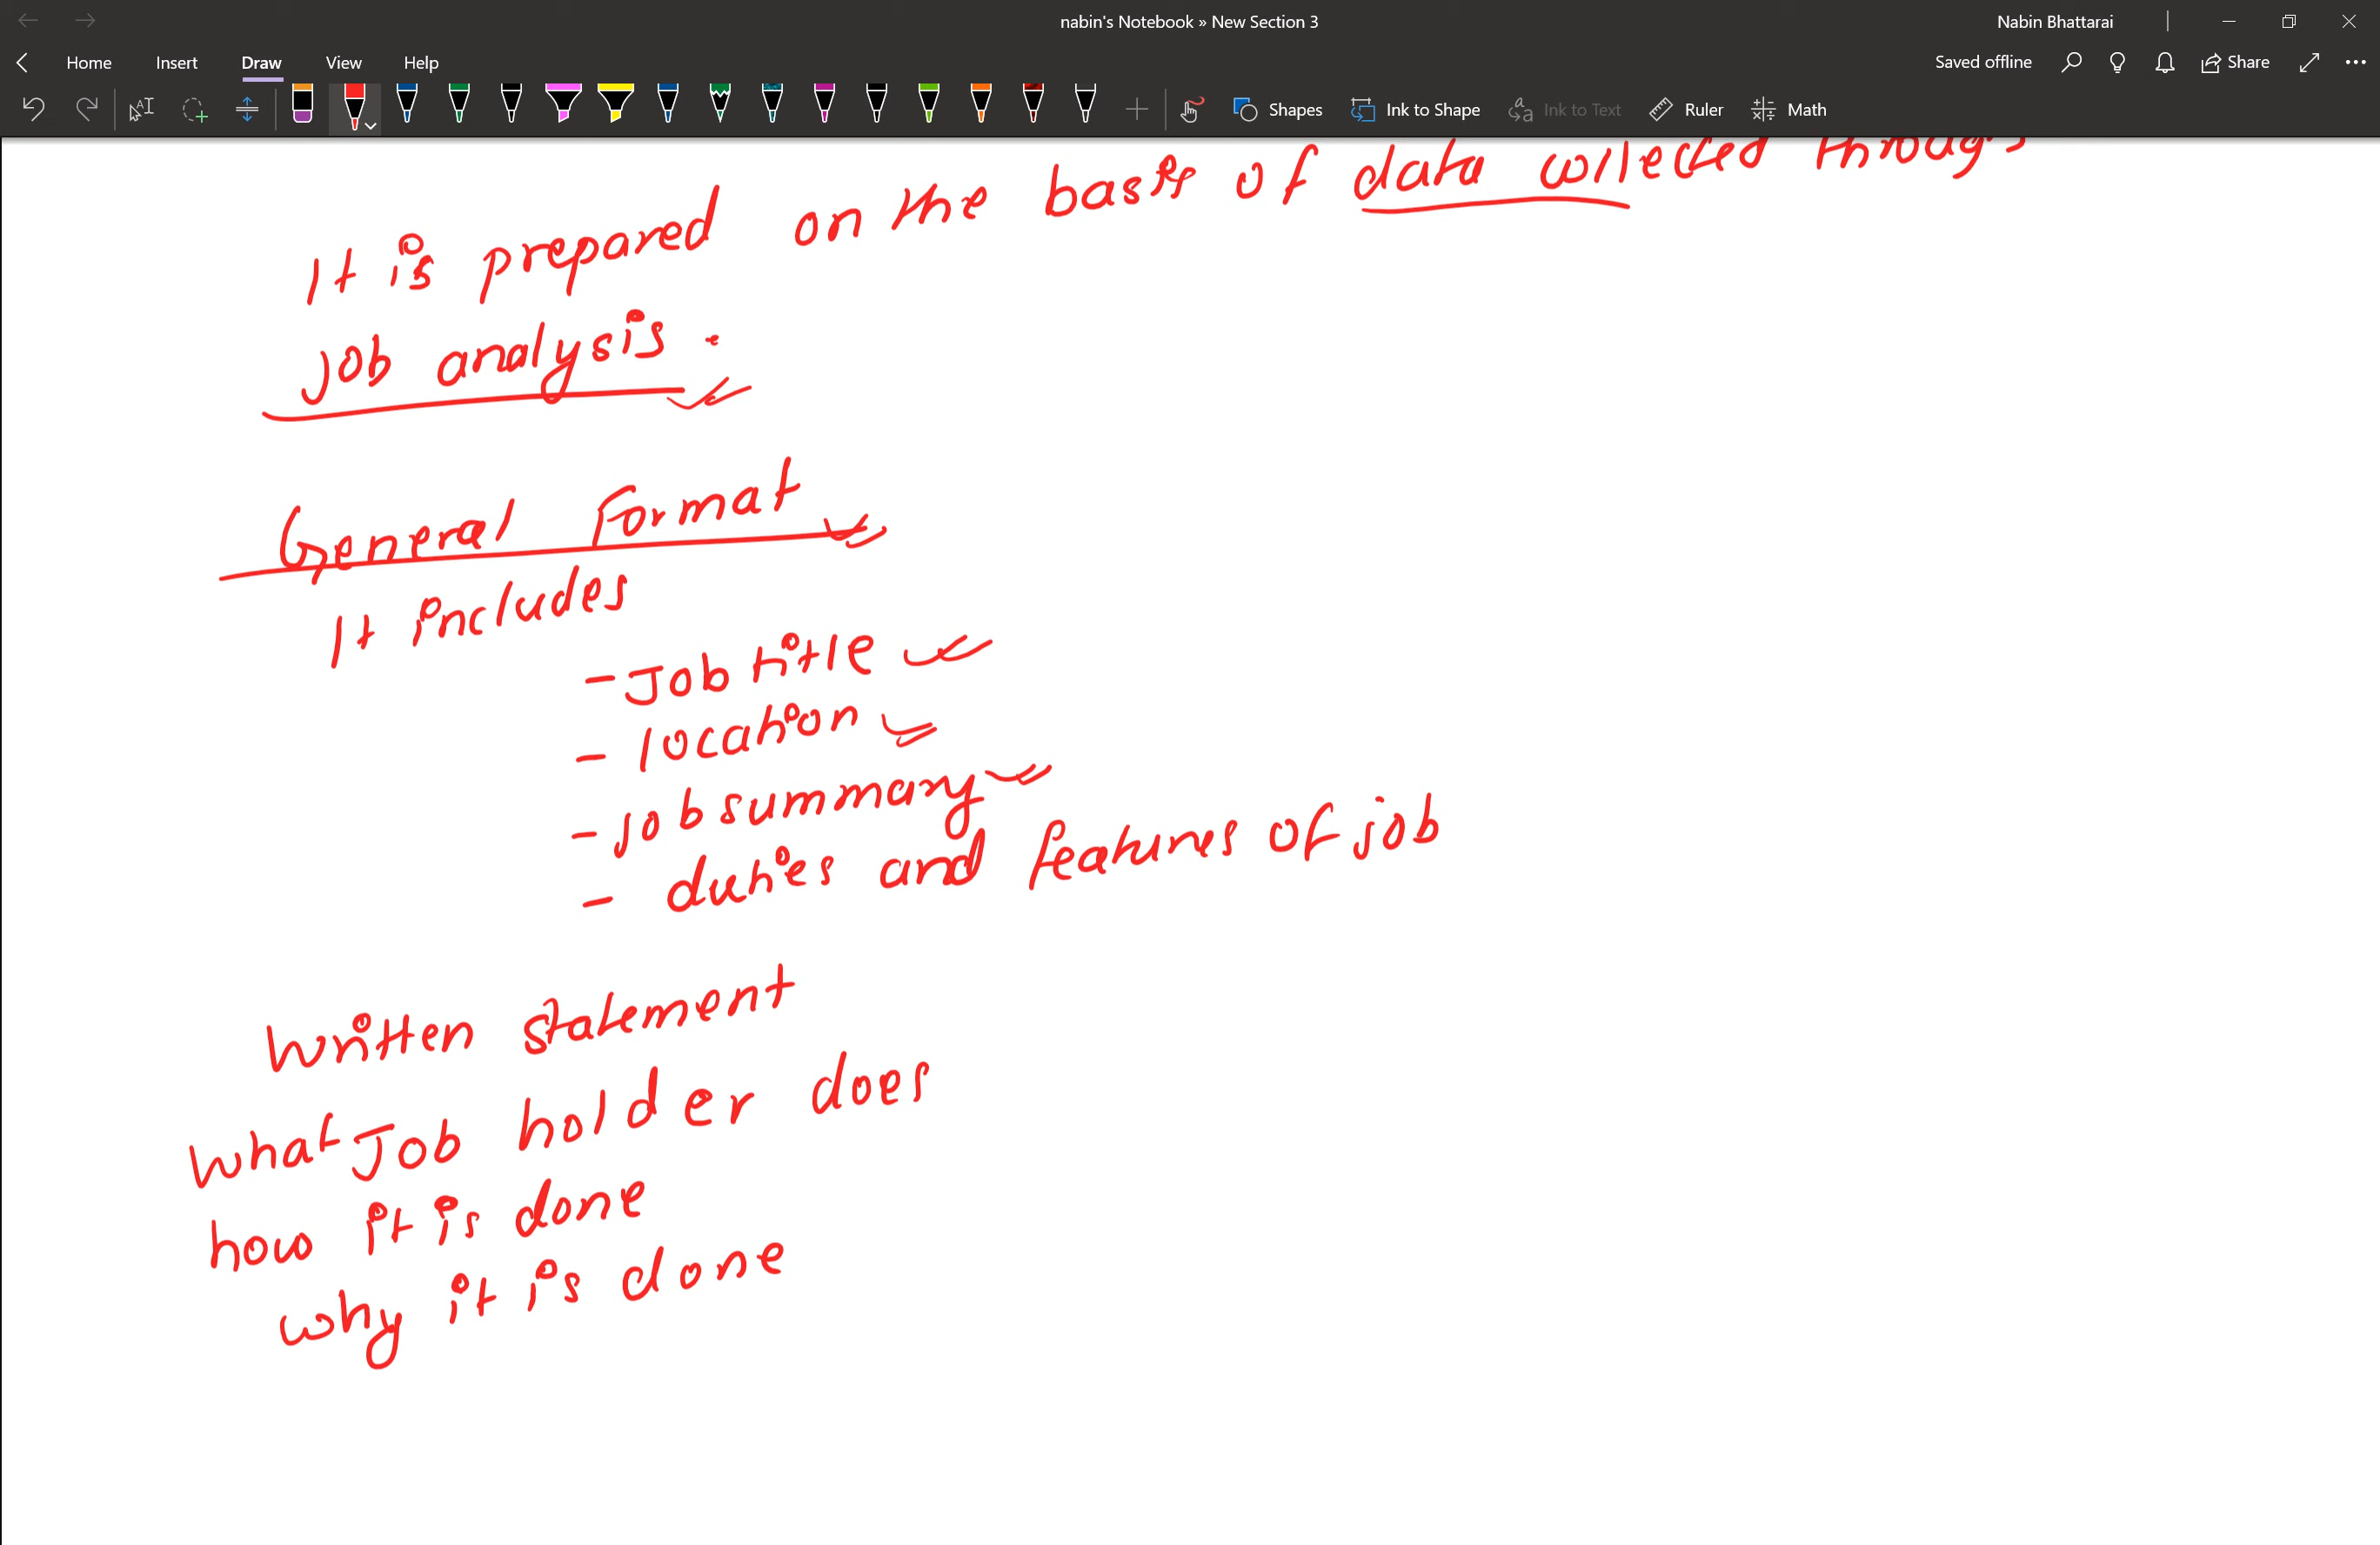 nabin's Notebook » New Section 3
Nabin Bhattarai
Home Insert Draw View Help
Saved offline
Share
Shapes
Ink to Shape
Ink to Text
Ruler
Math
It is prepared on the basis of data collected through
job analysis.
General Format
It includes
- Job title
- location
- job summary
- duties and features of job
written statement
what Job holder does
how it is done
why it is done